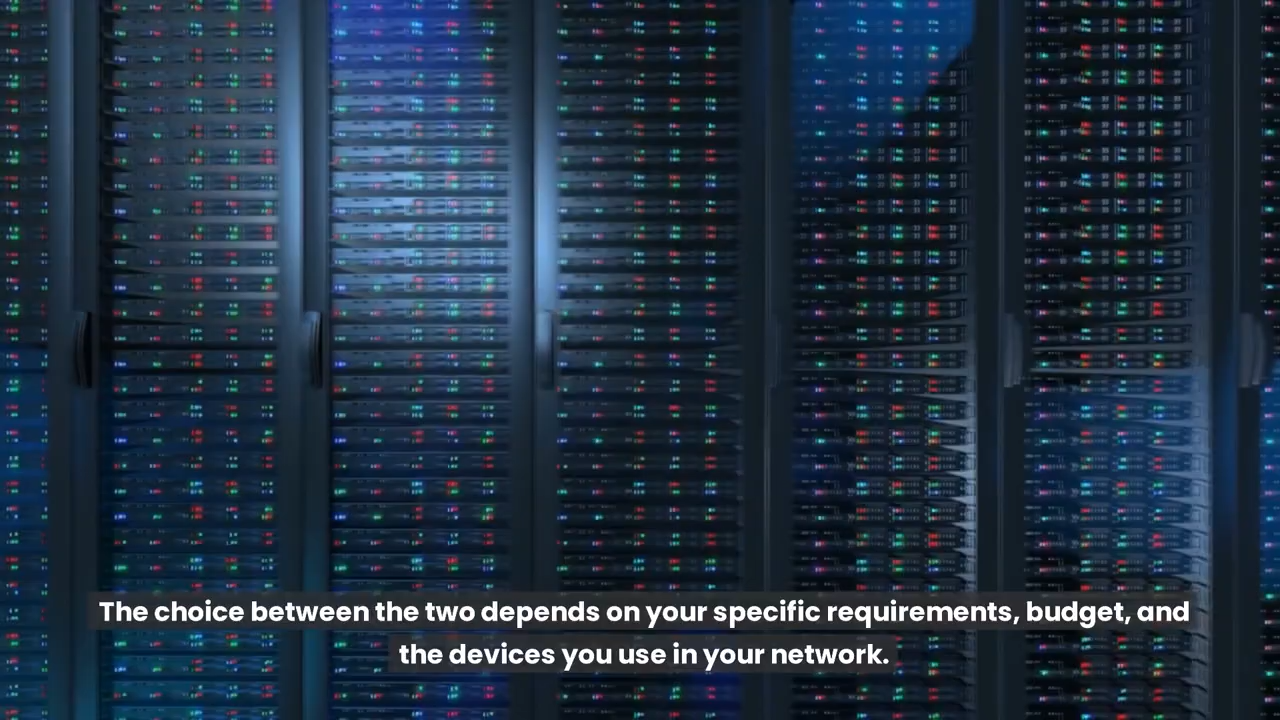 The choice between the two depends on your specific requirements, budget, and
the devices you use in your network.